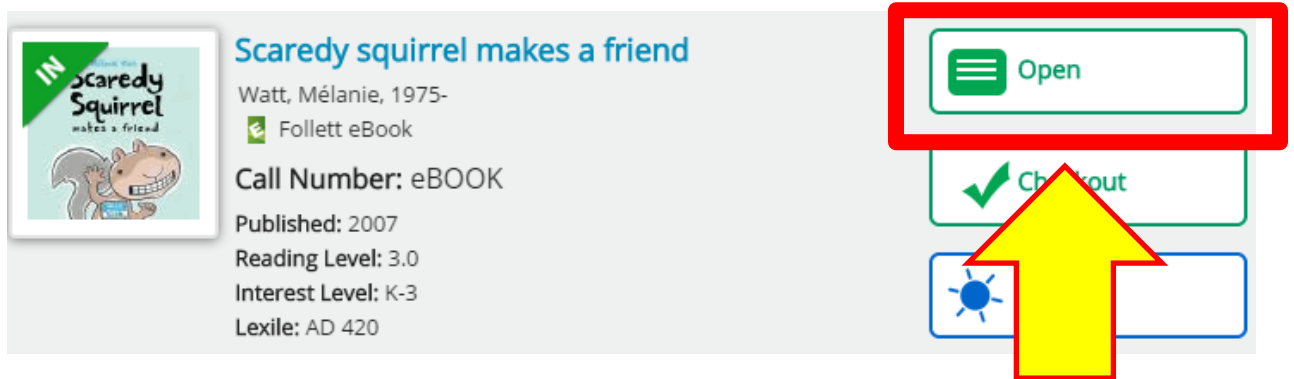 IN
Scaredy
Squirrel
makes a friend
Scaredy squirrel makes a friend
Watt, Mélanie, 1975-
Follett eBook
Call Number: eBOOK
Published: 2007
Reading Level: 3.0
Interest Level: K-3
Lexile: AD 420
Open